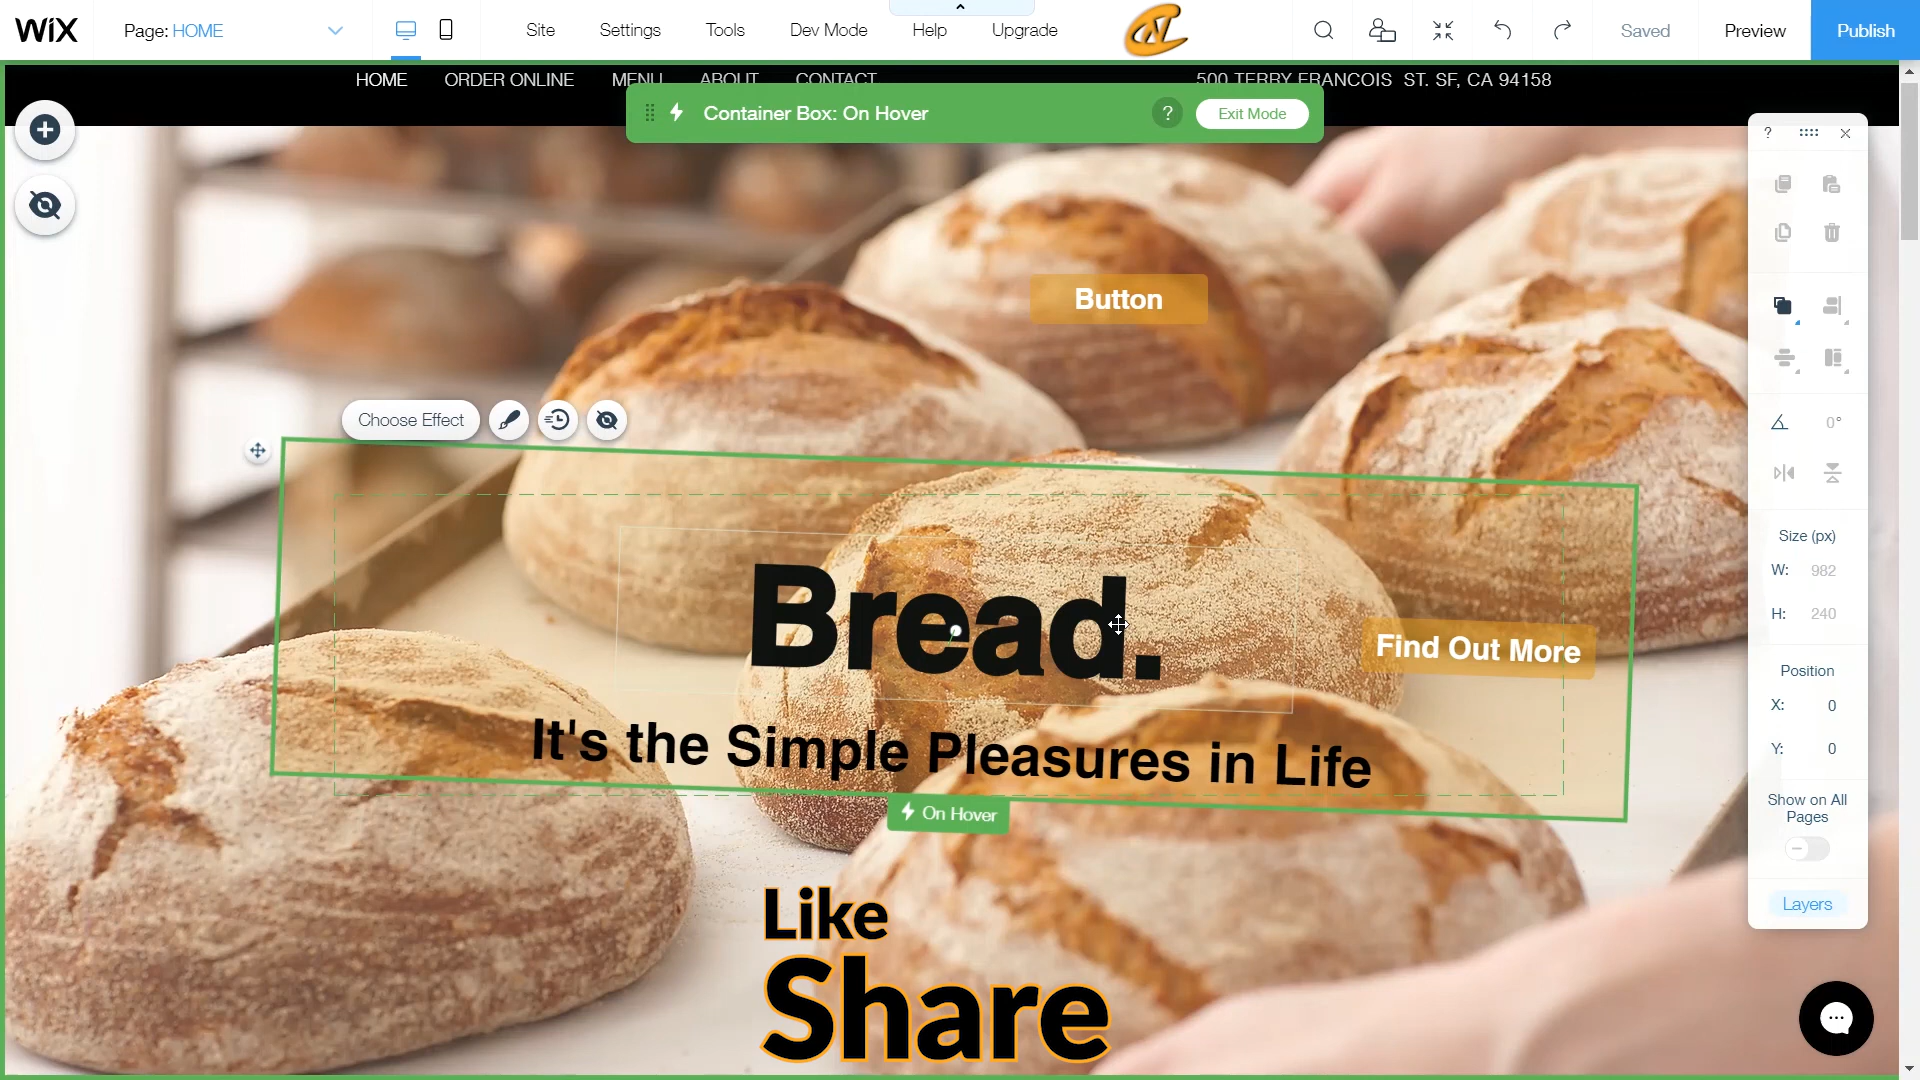 WiX Page: HOME Site Settings Tools Dev Mode Help Upgrade Saved Preview Publish
HOME ORDER ONLINE MENU ABOUT CONTACT 500 TERRY FRANCOIS ST. SF, CA 94158
Container Box: On Hover ? Exit Mode
?
Button
Choose Effect
0°
Size (px)
W: 982
H: 240
Bread.
Find Out More
Position
X: 0
Y: 0
It's the Simple Pleasures in Life
On Hover
Show on All
Pages
Layers
Like
Share